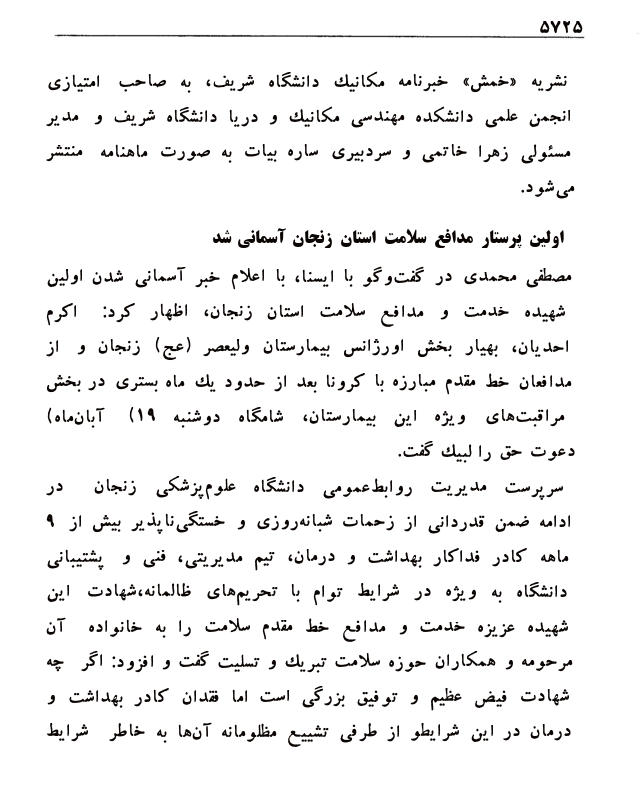 ۵۷۲۵
نشریه «خمش» خبرنامه مکانیك دانشگاه شریف، به صاحب امتیازی
انجمن علمی دانشکده مهندسی مکانیك و دریا دانشگاه شریف و مدیر
مسئولی زهرا خاتمی و سردبیری ساره بیات به صورت ماهنامه منتشر
می‌شود.
اولین پرستار مدافع سلامت استان زنجان آسمانی شد
مصطفی محمدی در گفت‌وگو با ایسنا، با اعلام خبر آسمانی شدن اولین
شهیده خدمت و مدافع سلامت استان زنجان، اظهار کرد: اکرم
احدیان، بهیار بخش اورژانس بیمارستان ولیعصر (عج) زنجان و از
مدافعان خط مقدم مبارزه با کرونا بعد از حدود یك ماه بستری در بخش
مراقبت‌های ویژه این بیمارستان، شامگاه دوشنبه ۱۹) آبان‌ماه)
دعوت حق را لبیك گفت.
سرپرست مدیریت روابط‌عمومی دانشگاه علوم‌پزشکی زنجان در
ادامه ضمن قدردانی از زحمات شبانه‌روزی و خستگی‌ناپذیر بیش از ۹
ماهه کادر فداکار بهداشت و درمان، تیم مدیریتی، فنی و پشتیبانی
دانشگاه به ویژه در شرایط توام با تحریم‌های ظالمانه،شهادت این
شهیده عزیزه خدمت و مدافع خط مقدم سلامت را به خانواده آن
مرحومه و همکاران حوزه سلامت تبریك و تسلیت گفت و افزود: اگر چه
شهادت فیض عظیم و توفیق بزرگی است اما فقدان کادر بهداشت و
درمان در این شرایطو از طرفی تشییع مظلومانه آن‌ها به خاطر شرایط